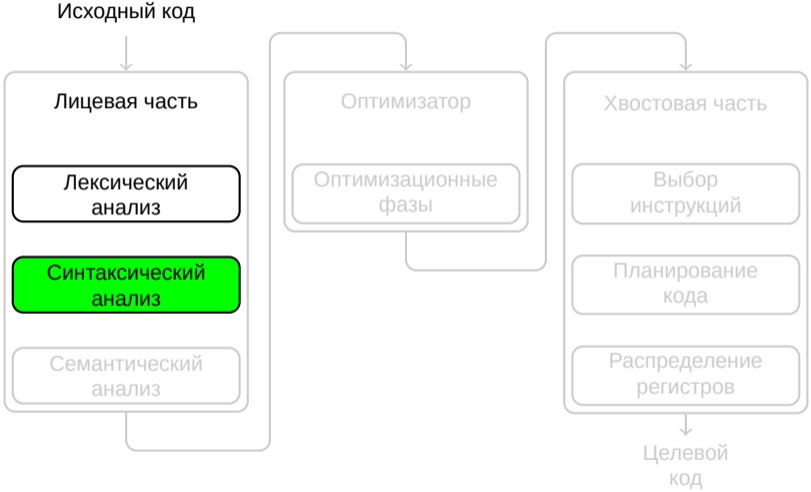 Исходный код
Лицевая часть
Лексический
анализ
Синтаксический
анализ
Семантический
анализ
Оптимизатор
Оптимизационные
фазы
Хвостовая часть
Выбор
инструкций
Планирование
кода
Распределение
регистров
Целевой
код